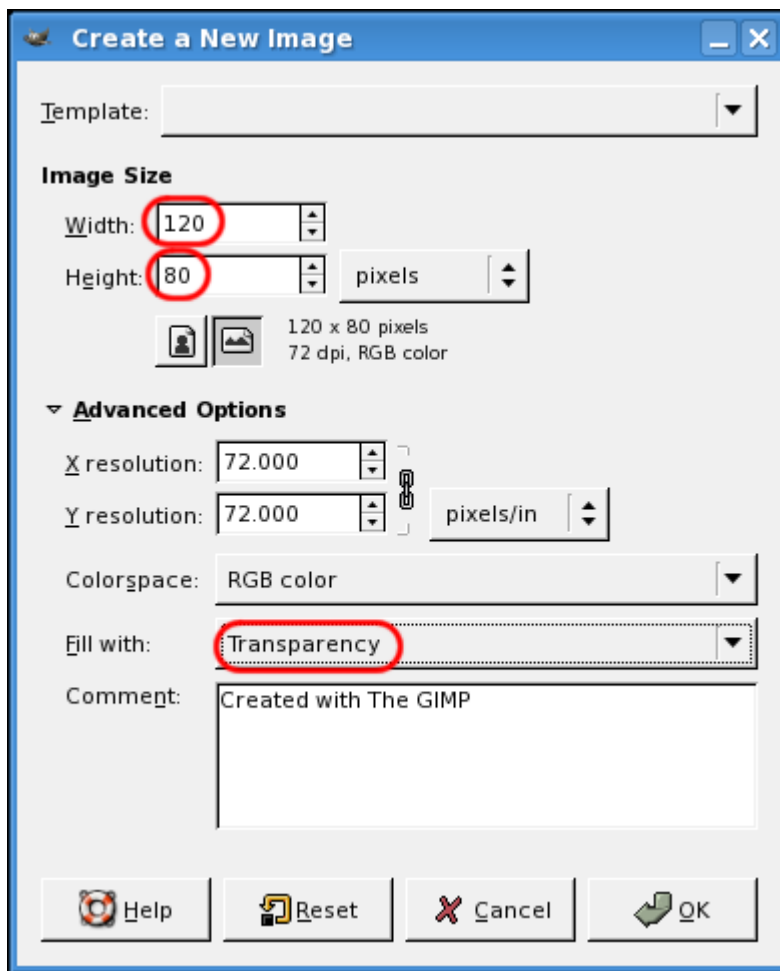 Create a New Image
Template:
Image Size
Width: 120
Height: 80 pixels
120 x 80 pixels
72 dpi, RGB color
Advanced Options
X resolution: 72.000
Y resolution: 72.000 pixels/in
Colorspace: RGB color
Fill with: Transparency
Comment: Created with The GIMP
Help Reset Cancel OK